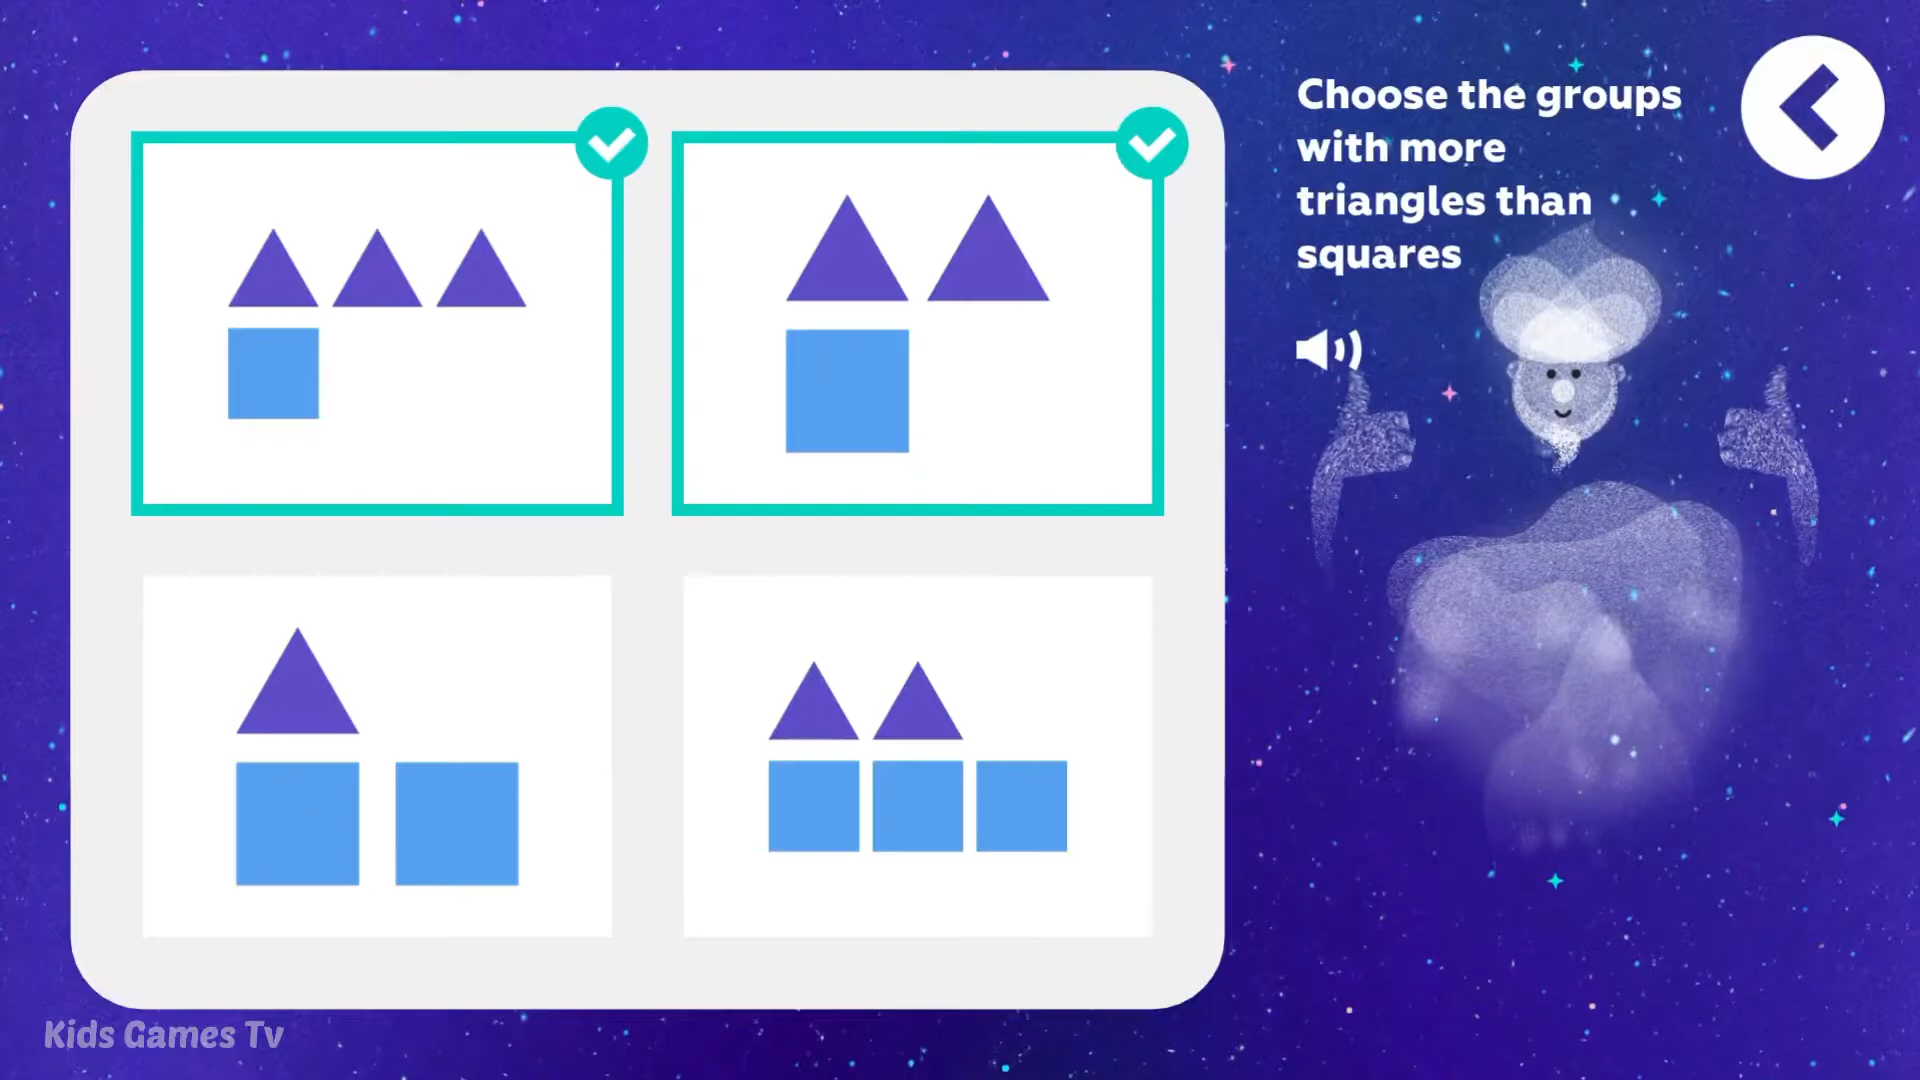 Choose the groups
with more
triangles than
squares
Kids Games Tv